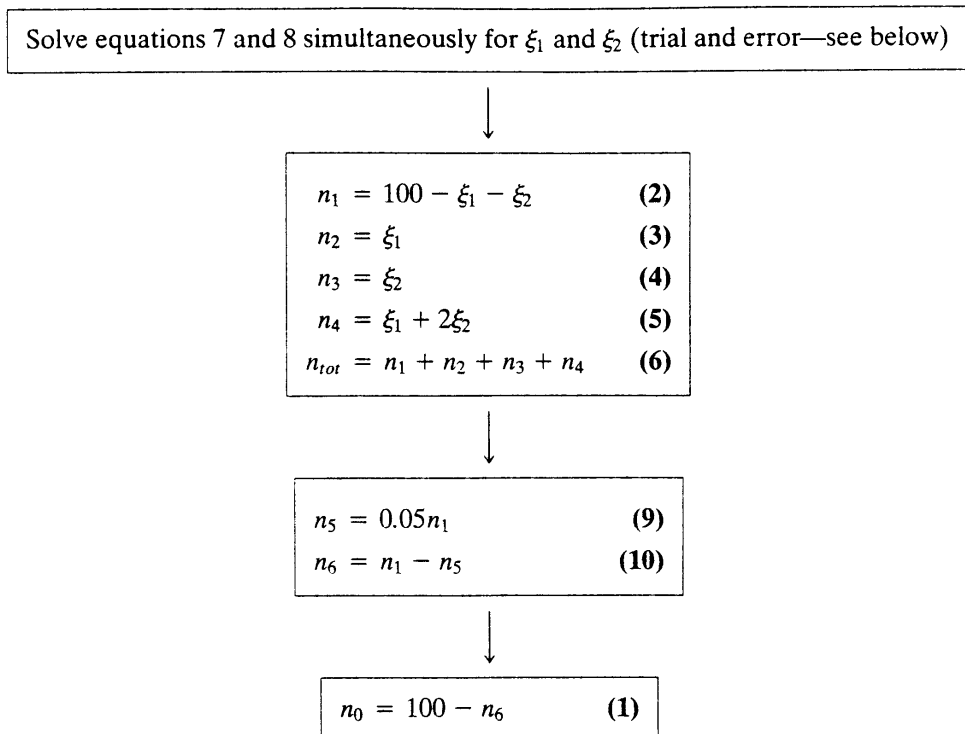 Solve equations 7 and 8 simultaneously for ξ₁ and ξ₂ (trial and error—see below)
n₁ = 100 − ξ₁ − ξ₂ (2)
n₂ = ξ₁ (3)
n₃ = ξ₂ (4)
n₄ = ξ₁ + 2ξ₂ (5)
nₜₒₜ = n₁ + n₂ + n₃ + n₄ (6)
n₅ = 0.05n₁ (9)
n₆ = n₁ − n₅ (10)
n₀ = 100 − n₆ (1)